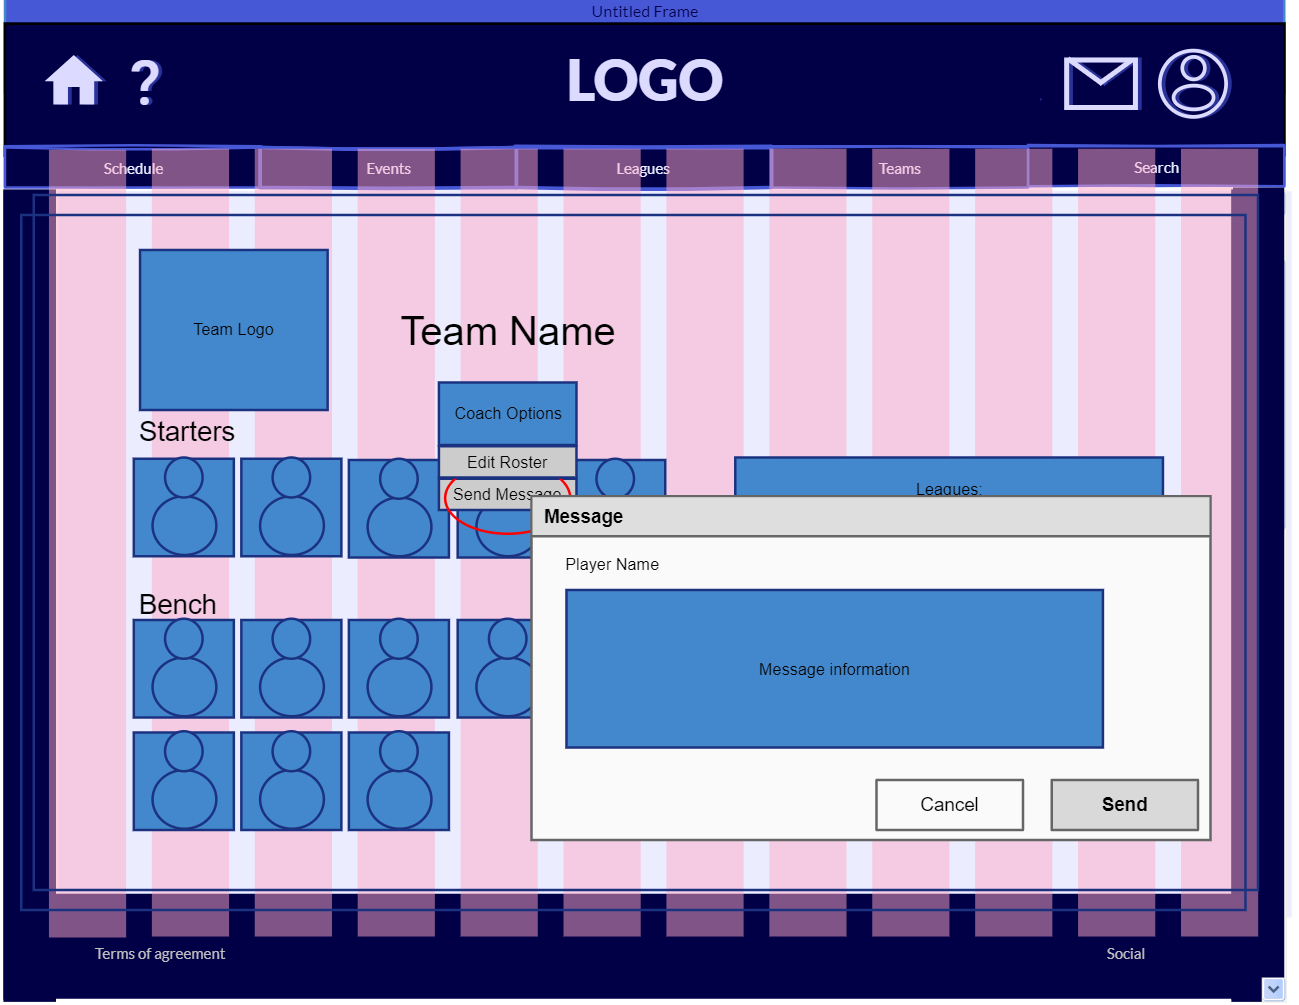 Untitled Frame
?
LOGO
Schedule
Events
Leagues
Teams
Search
Team Logo
Team Name
Coach Options
Edit Roster
Send Message
Starters
Leagues:
Message
Player Name
Message information
Cancel
Send
Bench
Terms of agreement
Social